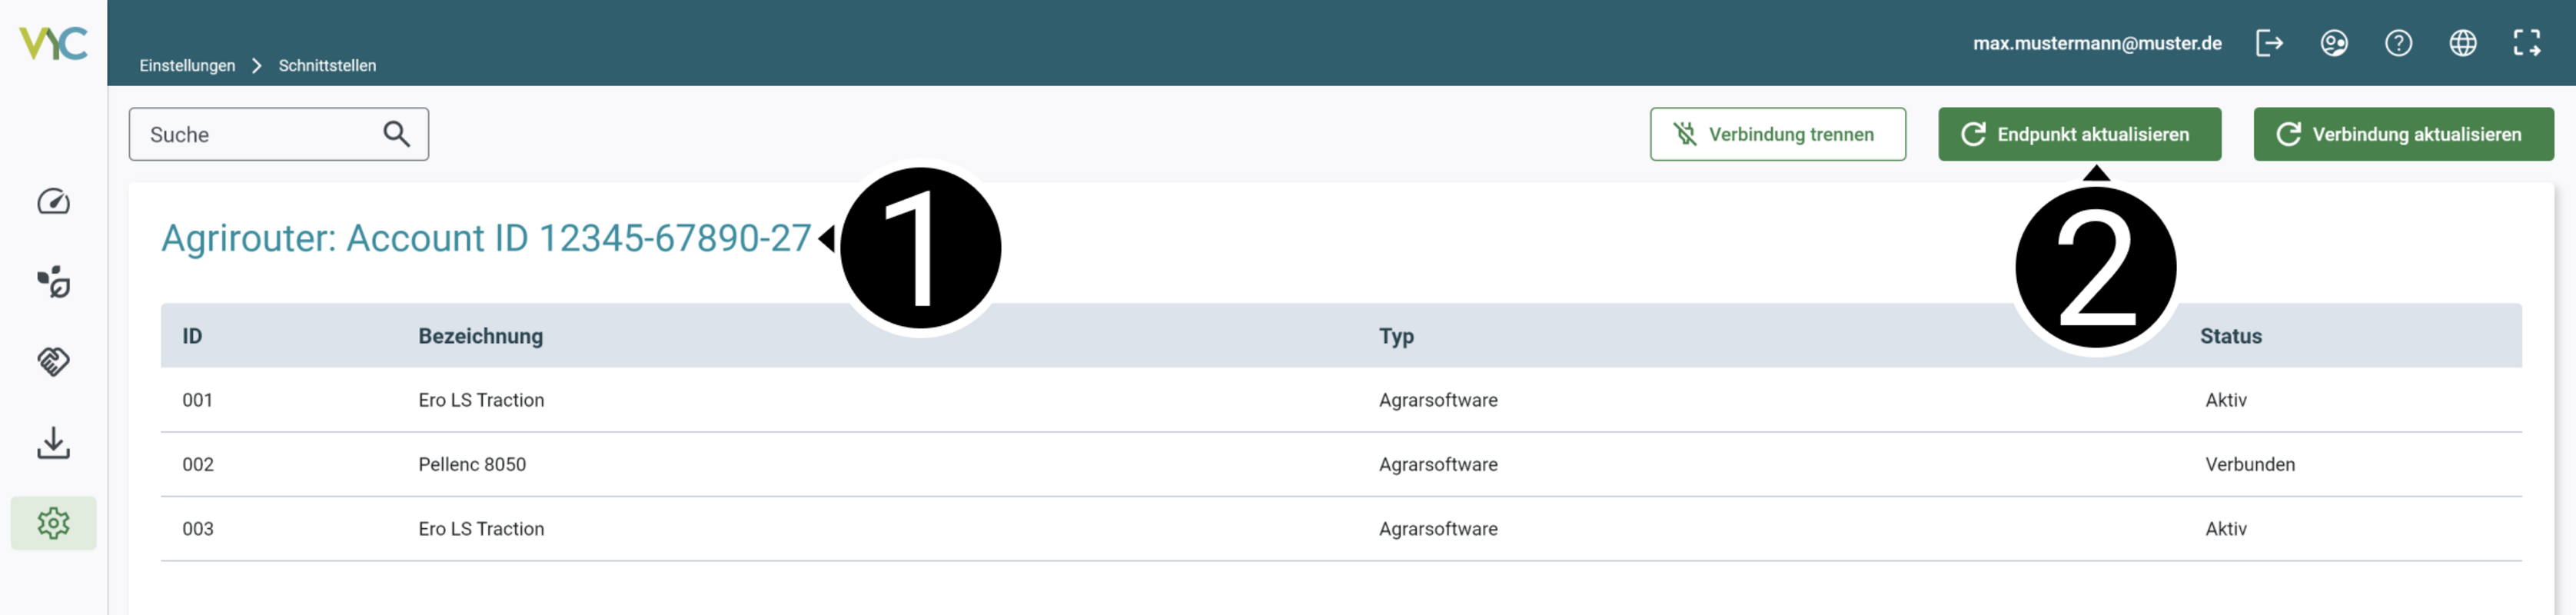 VYC
max.mustermann@muster.de
Einstellungen > Schnittstellen
Suche
Verbindung trennen
Endpunkt aktualisieren
Verbindung aktualisieren
Agrirouter: Account ID 12345-67890-27
1
2
ID Bezeichnung Typ Status
001 Ero LS Traction Agrarsoftware Aktiv
002 Pellenc 8050 Agrarsoftware Verbunden
003 Ero LS Traction Agrarsoftware Aktiv